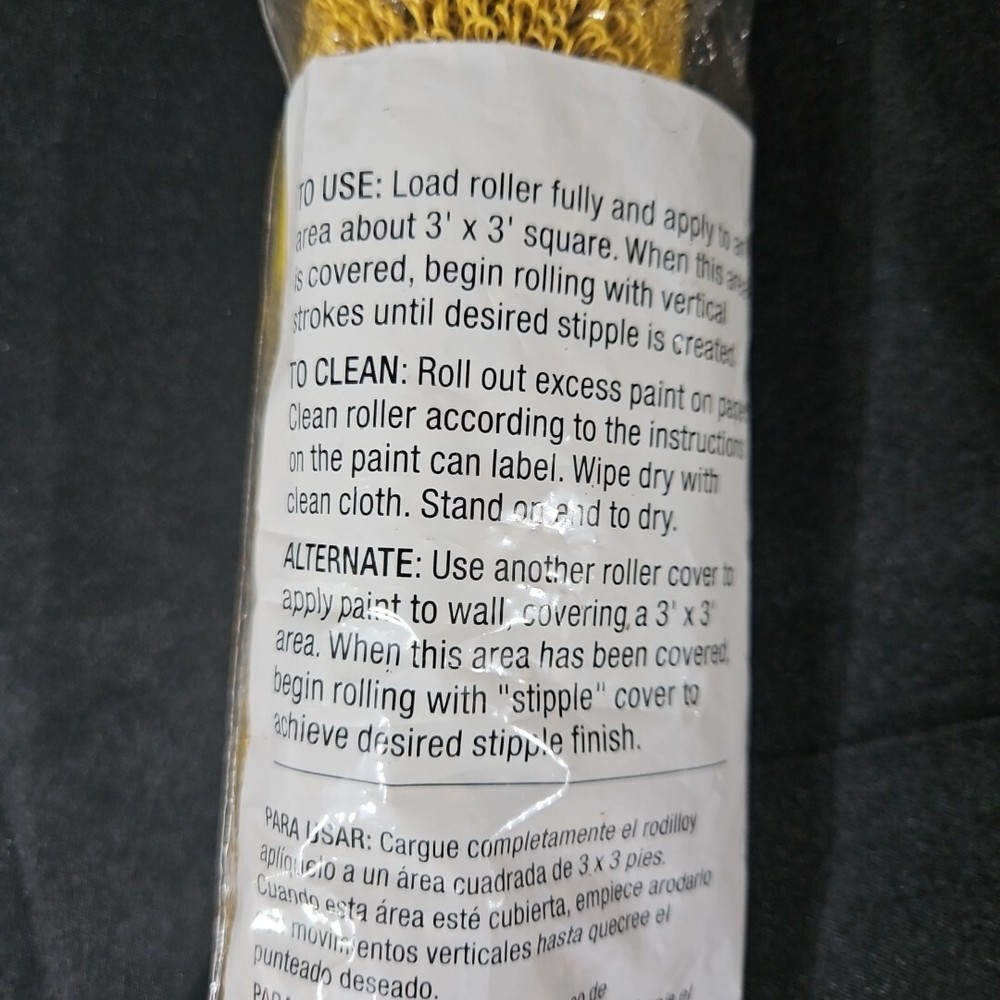 TO USE: Load roller fully and apply to an
area about 3' x 3' square. When this area
is covered, begin rolling with vertical
strokes until desired stipple is created.
TO CLEAN: Roll out excess paint on paper.
Clean roller according to the instructions
on the paint can label. Wipe dry with
clean cloth. Stand on end to dry.
ALTERNATE: Use another roller cover to
apply paint to wall, covering a 3' x 3'
area. When this area has been covered,
begin rolling with "stipple" cover to
achieve desired stipple finish.
PARA USAR: Cargue completamente el rodilloy
aplíquelo a un área cuadrada de 3 x 3 pies.
Cuando esta área esté cubierta, empiece arodarlo
movimientos verticales hasta quecree el
punteado deseado.
de